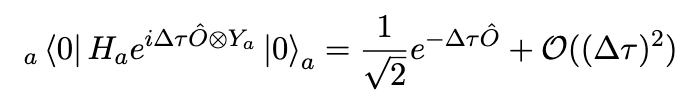 $_a\langle 0| H_a e^{i\Delta\tau\hat{O}\otimes Y_a} |0\rangle_a = \frac{1}{\sqrt{2}} e^{-\Delta\tau\hat{O}} + \mathcal{O}((\Delta\tau)^2)$